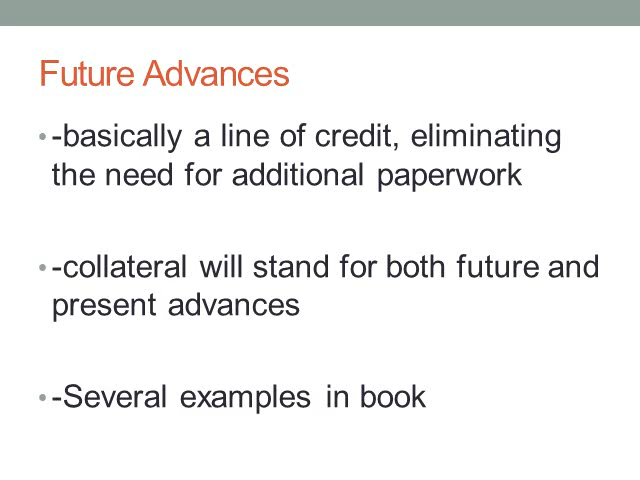 Future Advances
• -basically a line of credit, eliminating
the need for additional paperwork
• -collateral will stand for both future and
present advances
• -Several examples in book